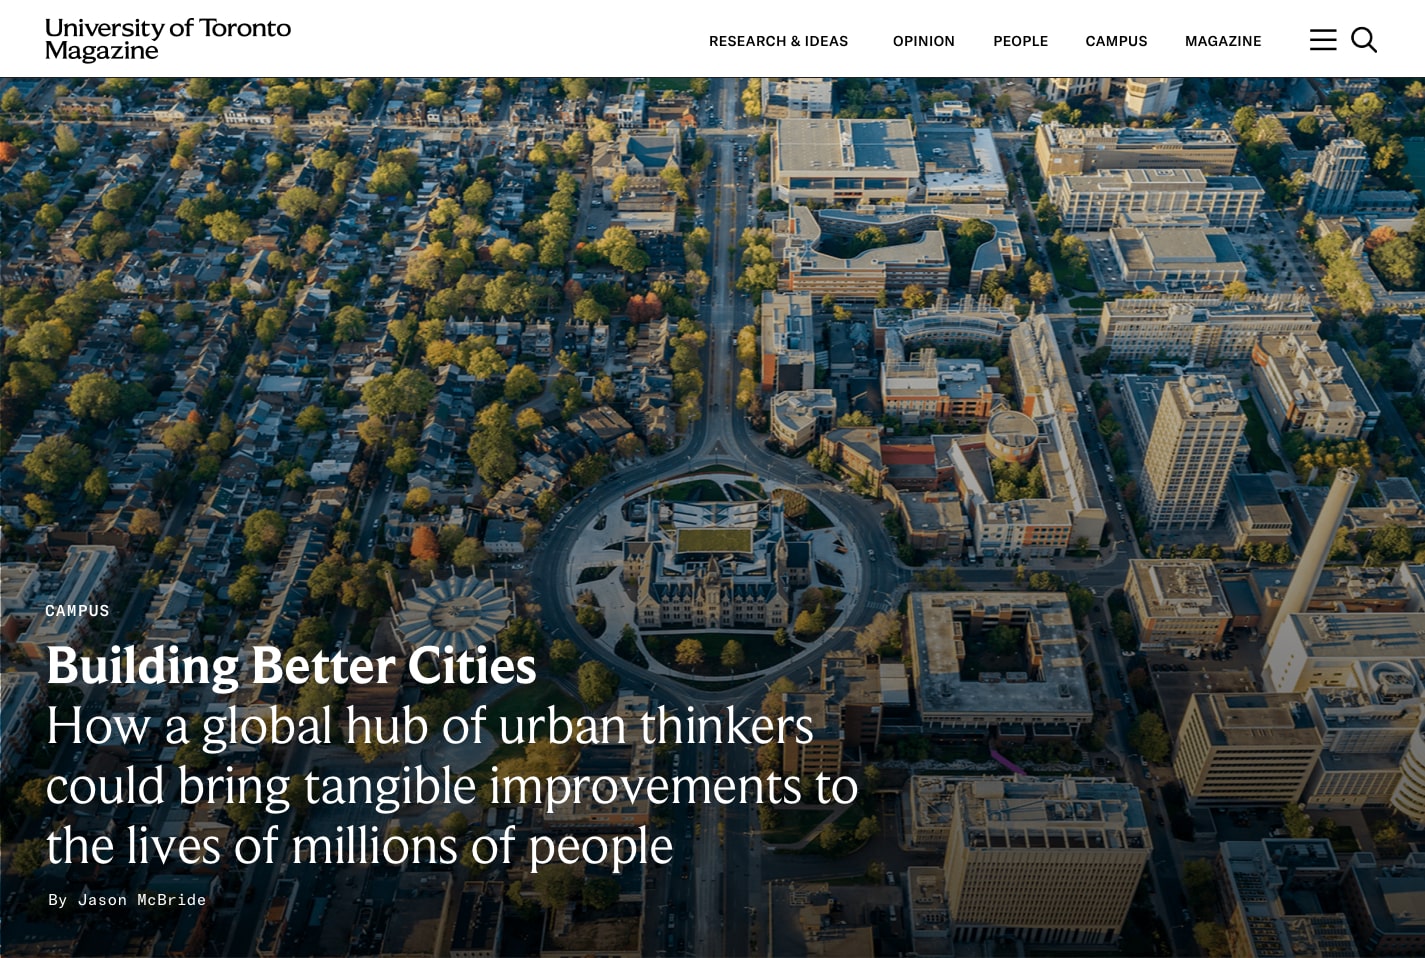 University of Toronto
Magazine
RESEARCH & IDEAS
OPINION
PEOPLE
CAMPUS
MAGAZINE
CAMPUS
Building Better Cities
How a global hub of urban thinkers
could bring tangible improvements to
the lives of millions of people
By Jason McBride